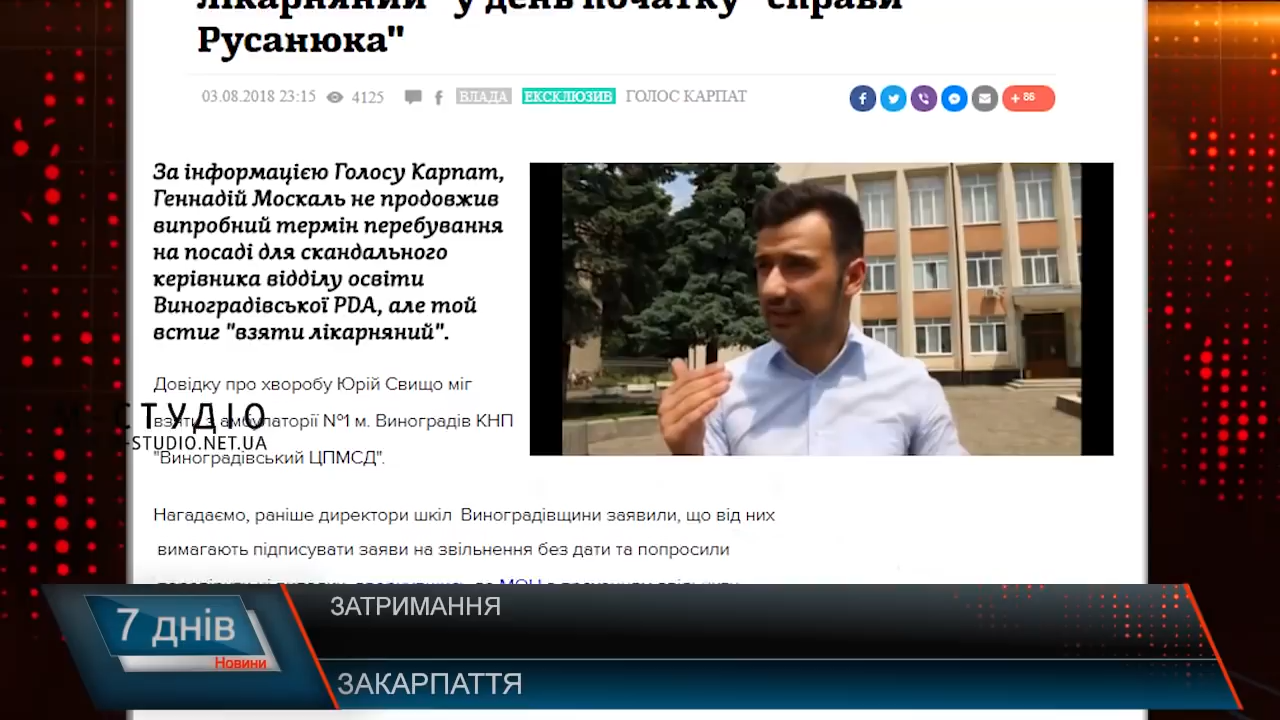 лікарняний" у день початку "справи
Русанюка"
03.08.2018 23:15 4125 ВЛАДА ЕКСКЛЮЗИВ ГОЛОС КАРПАТ
+ 86
За інформацією Голосу Карпат,
Геннадій Москаль не продовжив
випробний термін перебування
на посаді для скандального
керівника відділу освіти
Виноградівської РДА, але той
встиг "взяти лікарняний".
Довідку про хворобу Юрій Свищо міг
взяти з амбулаторії №1 м. Виноградів КНП
"Виноградівський ЦПМСД".
СТУДІО
-STUDIO.NET.UA
Нагадаємо, раніше директори шкіл Виноградівщини заявили, що від них
вимагають підписувати заяви на звільнення без дати та попросили
7 днів
Новини
ЗАТРИМАННЯ
ЗАКАРПАТТЯ